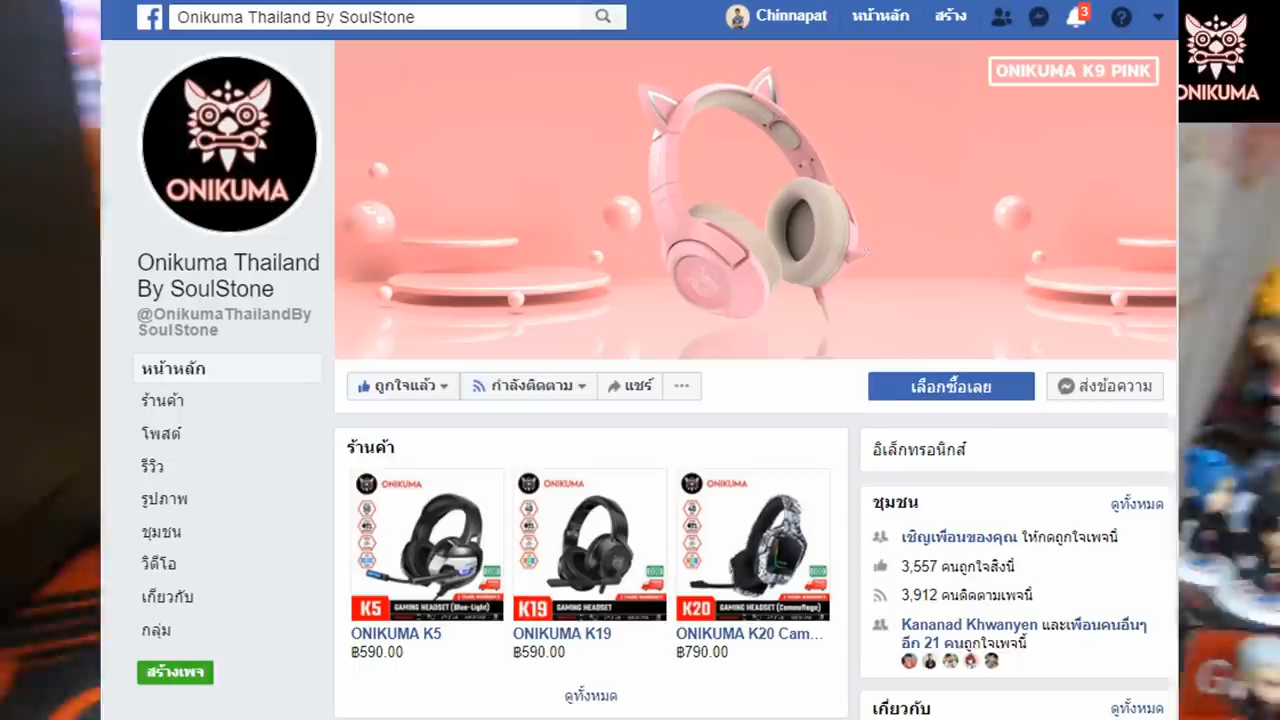 Onikuma Thailand By SoulStone
Chinnapat
หน้าหลัก
สร้าง
3
ONIKUMA
ONIKUMA K9 PINK
ONIKUMA
Onikuma Thailand
By SoulStone
@OnikumaThailandBy
SoulStone
หน้าหลัก
ร้านค้า
โพสต์
รีวิว
รูปภาพ
ชุมชน
วิดีโอ
เกี่ยวกับ
กลุ่ม
สร้างเพจ
ถูกใจแล้ว
กำลังติดตาม
แชร์
เลือกซื้อเลย
ส่งข้อความ
ร้านค้า
ONIKUMA
K5 GAMING HEADSET (Blue-Light)
ONIKUMA K5
฿590.00
ONIKUMA
K19 GAMING HEADSET
ONIKUMA K19
฿590.00
ONIKUMA
K20 GAMING HEADSET (Camouflage)
ONIKUMA K20 Cam...
฿790.00
ดูทั้งหมด
อิเล็กทรอนิกส์
ชุมชน ดูทั้งหมด
เชิญเพื่อนของคุณ ให้กดถูกใจเพจนี้
3,557 คนถูกใจสิ่งนี้
3,912 คนติดตามเพจนี้
Kananad Khwanyen และเพื่อนคนอื่นๆ
อีก 21 คนถูกใจเพจนี้
เกี่ยวกับ ดูทั้งหมด